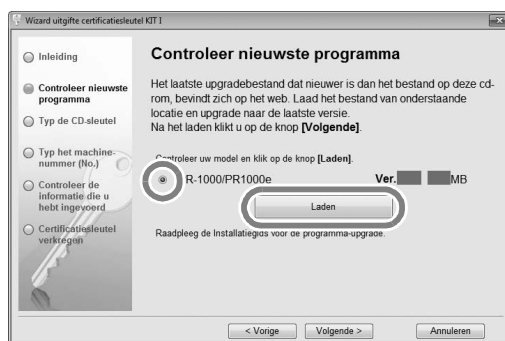 Wizard uitgifte certificatiesleutel KIT I
Inleiding
Controleer nieuwste
programma
Typ de CD-sleutel
Typ het machine-
nummer (No.)
Controleer de
informatie die u
hebt ingevoerd
Certificatiesleutel
verkregen
Controleer nieuwste programma
Het laatste upgradebestand dat nieuwer is dan het bestand op deze cd-
rom, bevindt zich op het web. Laad het bestand van onderstaande
locatie en upgrade naar de laatste versie.
Na het laden klikt u op de knop [Volgende].
Controleer uw model en klik op de knop [Laden].
R-1000/PR1000e Ver. MB
Laden
Raadpleeg de Installatiegids voor de programma-upgrade.
< Vorige Volgende > Annuleren